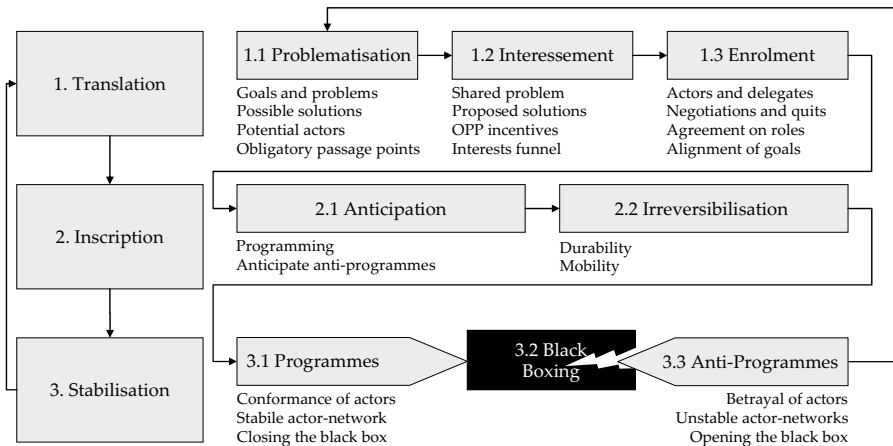 1. Translation
1.1 Problematisation
Goals and problems
Possible solutions
Potential actors
Obligatory passage points
1.2 Interessement
Shared problem
Proposed solutions
OPP incentives
Interests funnel
1.3 Enrolment
Actors and delegates
Negotiations and quits
Agreement on roles
Alignment of goals
2. Inscription
2.1 Anticipation
Programming
Anticipate anti-programmes
2.2 Irreversibilisation
Durability
Mobility
3. Stabilisation
3.1 Programmes
Conformance of actors
Stabile actor-network
Closing the black box
3.2 Black
Boxing
3.3 Anti-Programmes
Betrayal of actors
Unstable actor-networks
Opening the black box